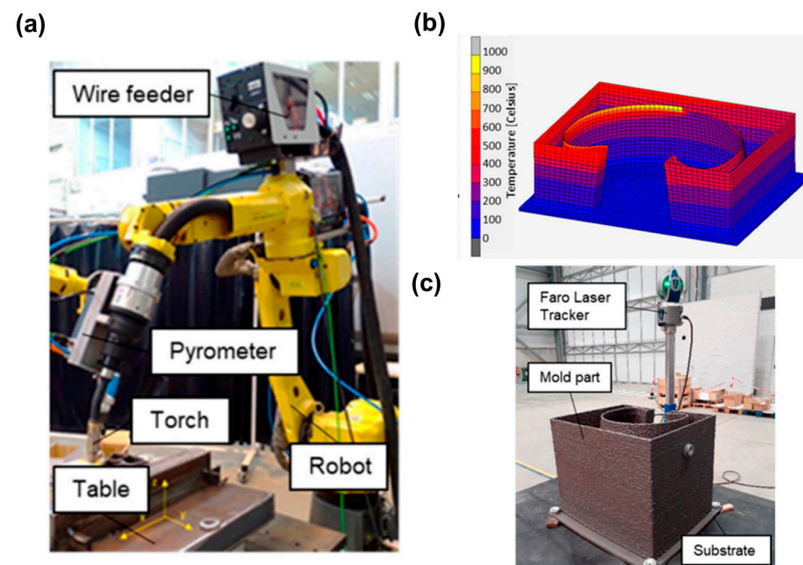 (a)
Wire feeder
Pyrometer
Torch
Robot
Table
z
x
y
(b)
1000
900
800
700
600
500
400
300
200
100
0
Temperature [Celsius]
(c)
Faro Laser
Tracker
Mold part
Substrate